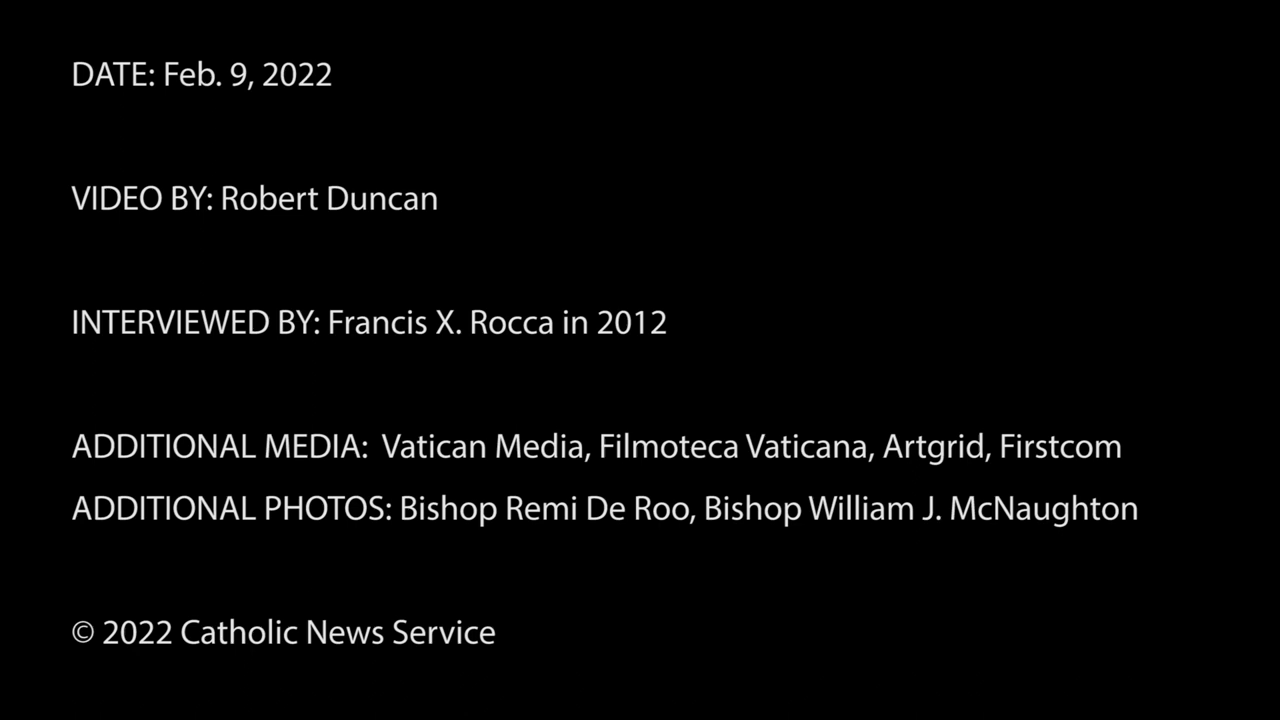 DATE: Feb. 9, 2022
VIDEO BY: Robert Duncan
INTERVIEWED BY: Francis X. Rocca in 2012
ADDITIONAL MEDIA:  Vatican Media, Filmoteca Vaticana, Artgrid, Firstcom
ADDITIONAL PHOTOS: Bishop Remi De Roo, Bishop William J. McNaughton
© 2022 Catholic News Service